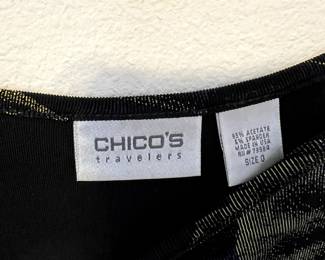 CHICO'S
travelers
95% ACETATE
5% SPANDEX
MADE IN USA
SIZE 0